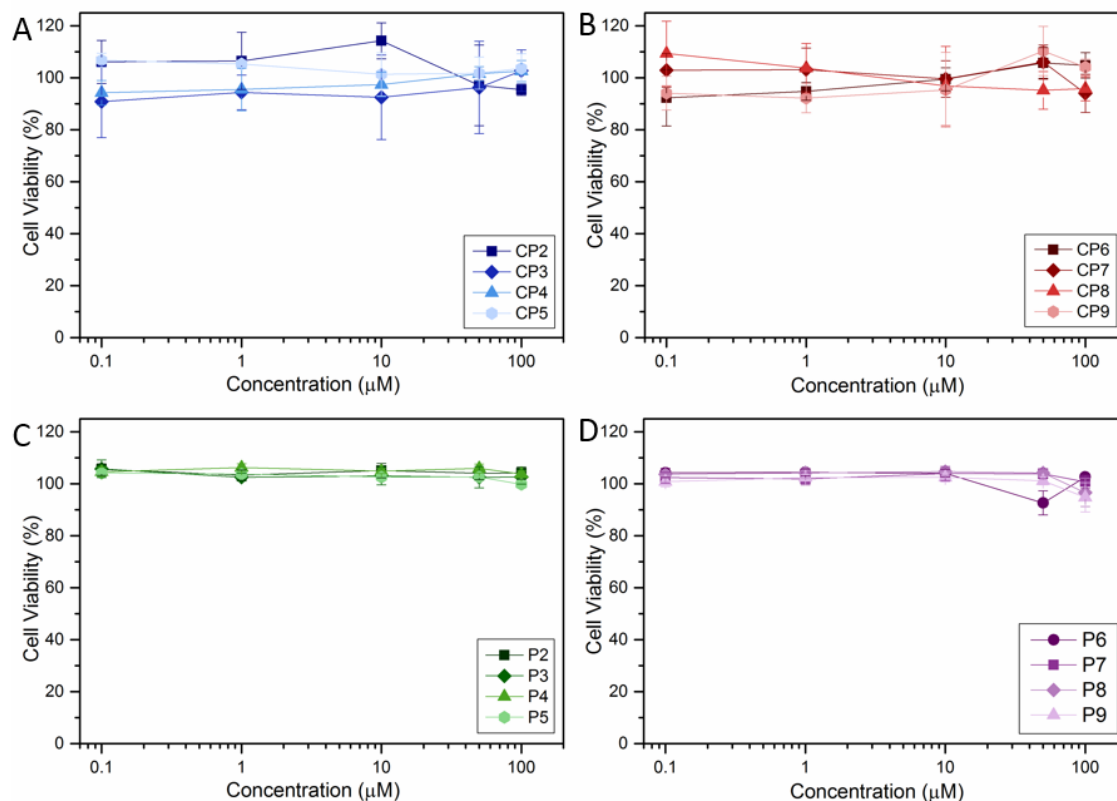 A
Cell Viability (%)
120
100
80
60
40
20
0
0.1 1 10 100
Concentration (μM)
CP2
CP3
CP4
CP5
B
Cell Viability (%)
120
100
80
60
40
20
0
0.1 1 10 100
Concentration (μM)
CP6
CP7
CP8
CP9
C
Cell Viability (%)
120
100
80
60
40
20
0
0.1 1 10 100
Concentration (μM)
P2
P3
P4
P5
D
Cell Viability (%)
120
100
80
60
40
20
0
0.1 1 10 100
Concentration (μM)
P6
P7
P8
P9